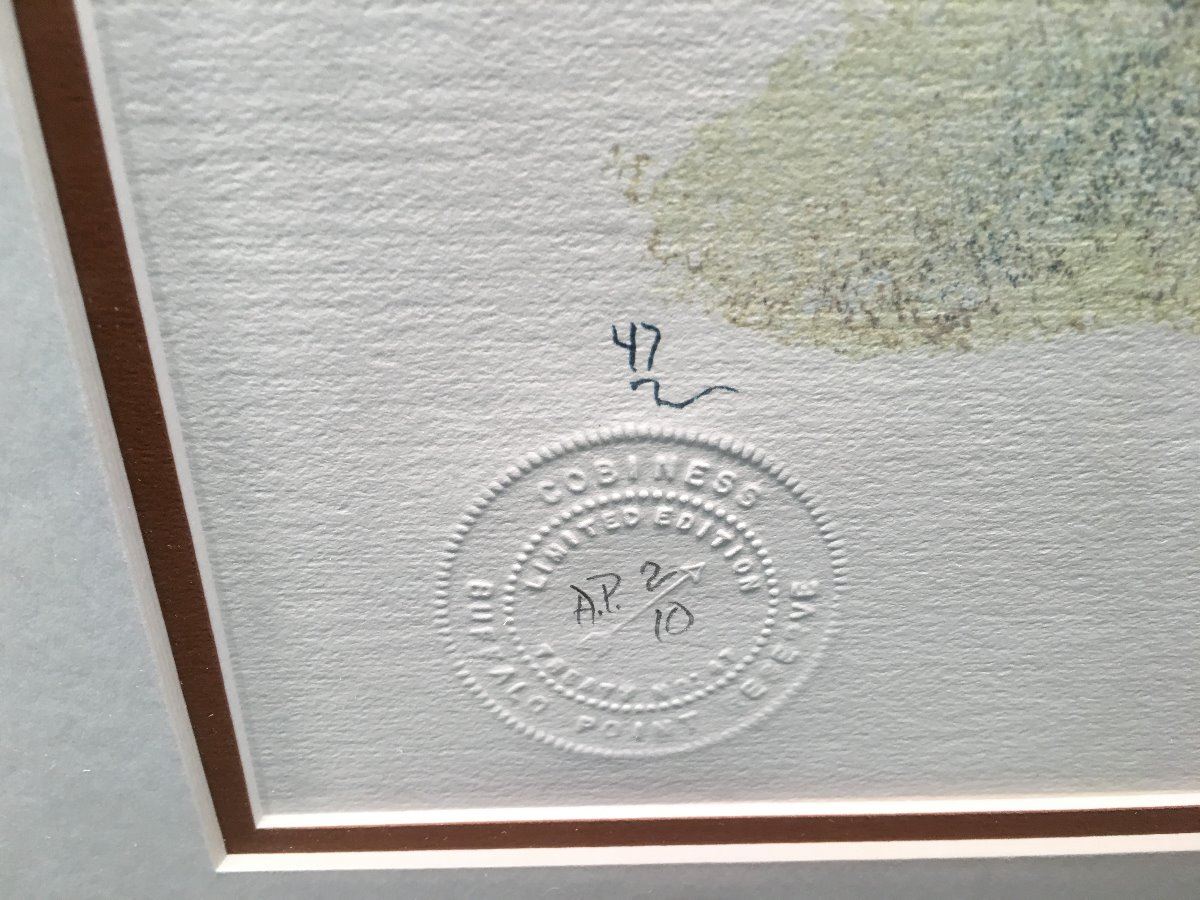 47
COBINESS
LIMITED EDITION
A.P. 2/10
BUFFALO POINT